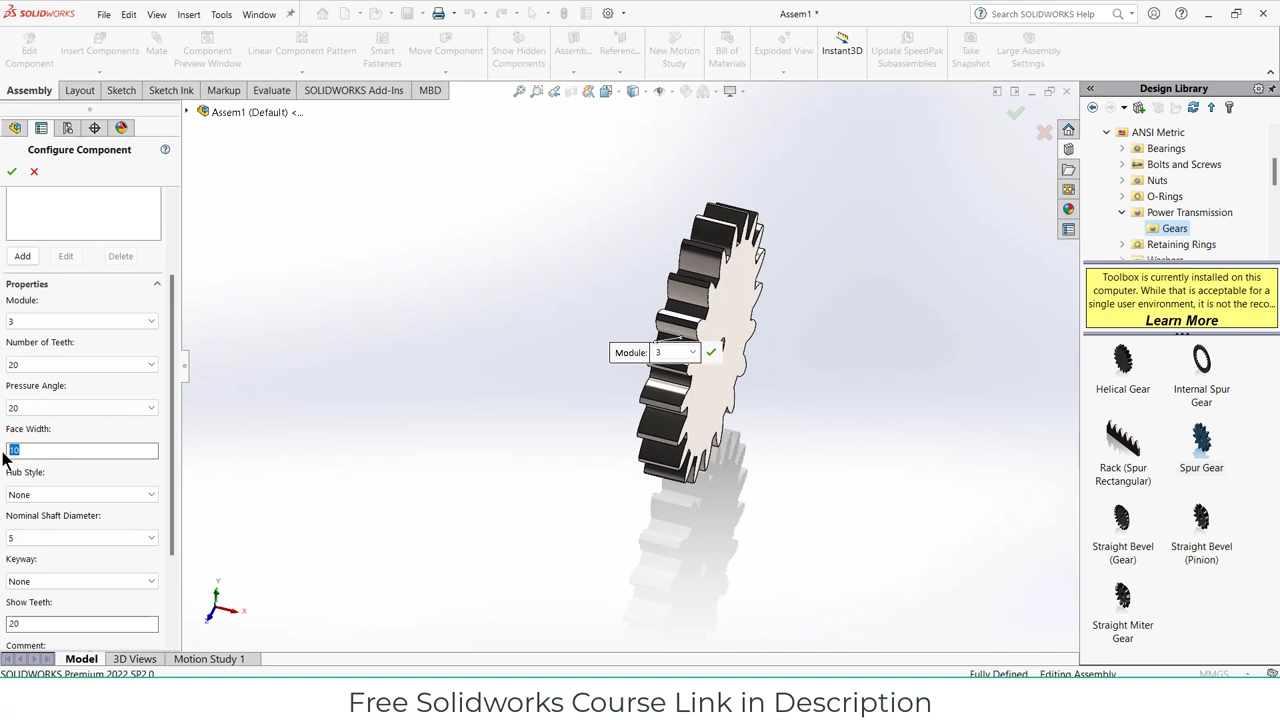 SOLIDWORKS
File Edit View Insert Tools Window
Assem1 *
Search SOLIDWORKS Help
Edit Component
Insert Components
Mate
Component Preview Window
Linear Component Pattern
Smart Fasteners
Move Component
Show Hidden Components
Assemb...
Referenc...
New Motion Study
Bill of Materials
Exploded View
Instant3D
Update SpeedPak Subassemblies
Take Snapshot
Large Assembly Settings
Assembly Layout Sketch Sketch Ink Markup Evaluate SOLIDWORKS Add-Ins MBD
Assem1 (Default) <...
Configure Component
Add Edit Delete
Properties
Module:
3
Number of Teeth:
20
Pressure Angle:
20
Face Width:
10
Hub Style:
None
Nominal Shaft Diameter:
5
Keyway:
None
Show Teeth:
20
Comment:
Module: 3
Y
X
Z
Design Library
ANSI Metric
Bearings
Bolts and Screws
Nuts
O-Rings
Power Transmission
Gears
Retaining Rings
Washers
Toolbox is currently installed on this
computer. While that is acceptable for a
single user environment, it is not the reco...
Learn More
Helical Gear
Internal Spur Gear
Rack (Spur Rectangular)
Spur Gear
Straight Bevel (Gear)
Straight Bevel (Pinion)
Straight Miter Gear
Model 3D Views Motion Study 1
SOLIDWORKS Premium 2022 SP2.0
Fully Defined Editing Assembly MMGS
Free Solidworks Course Link in Description